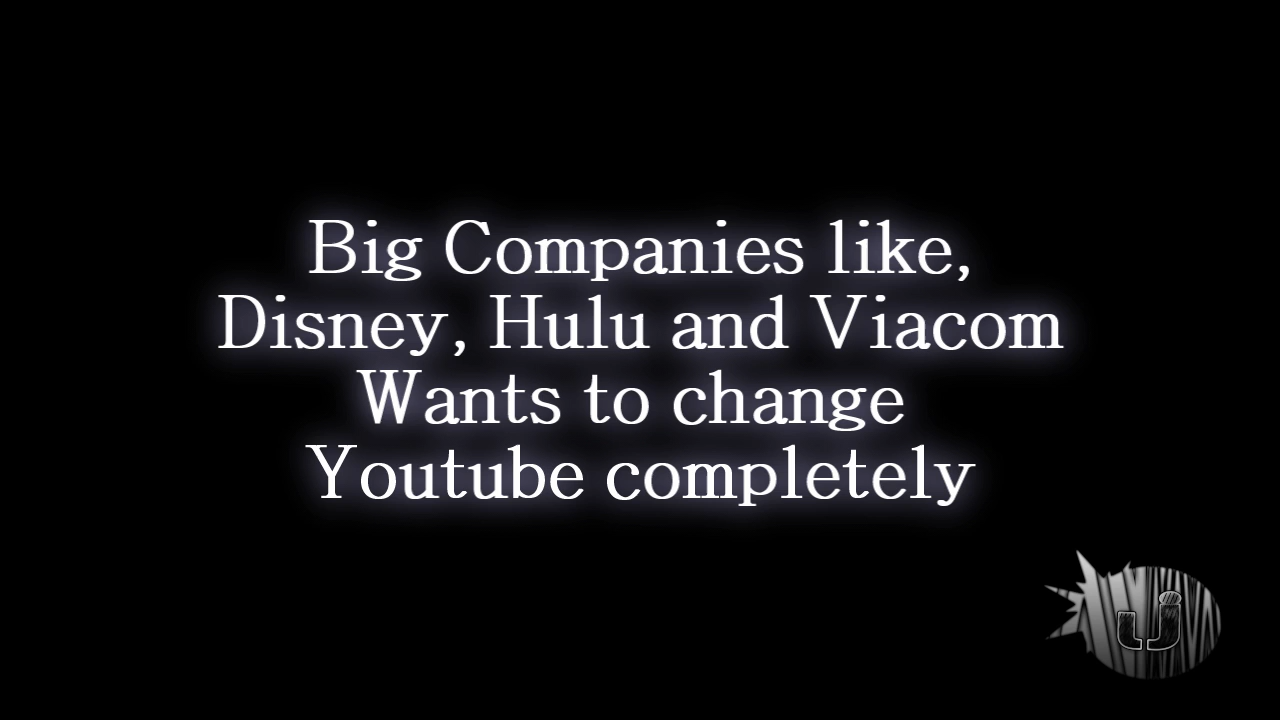 Big Companies like,
Disney, Hulu and Viacom
Wants to change
Youtube completely